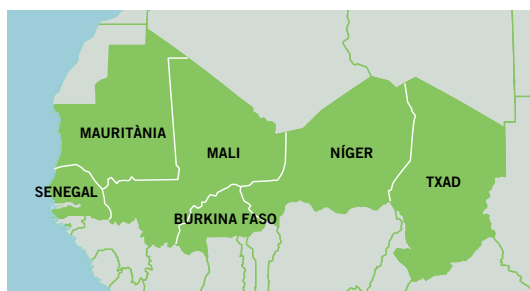 MAURITÀNIA
MALI
NÍGER
TXAD
SENEGAL
BURKINA FASO